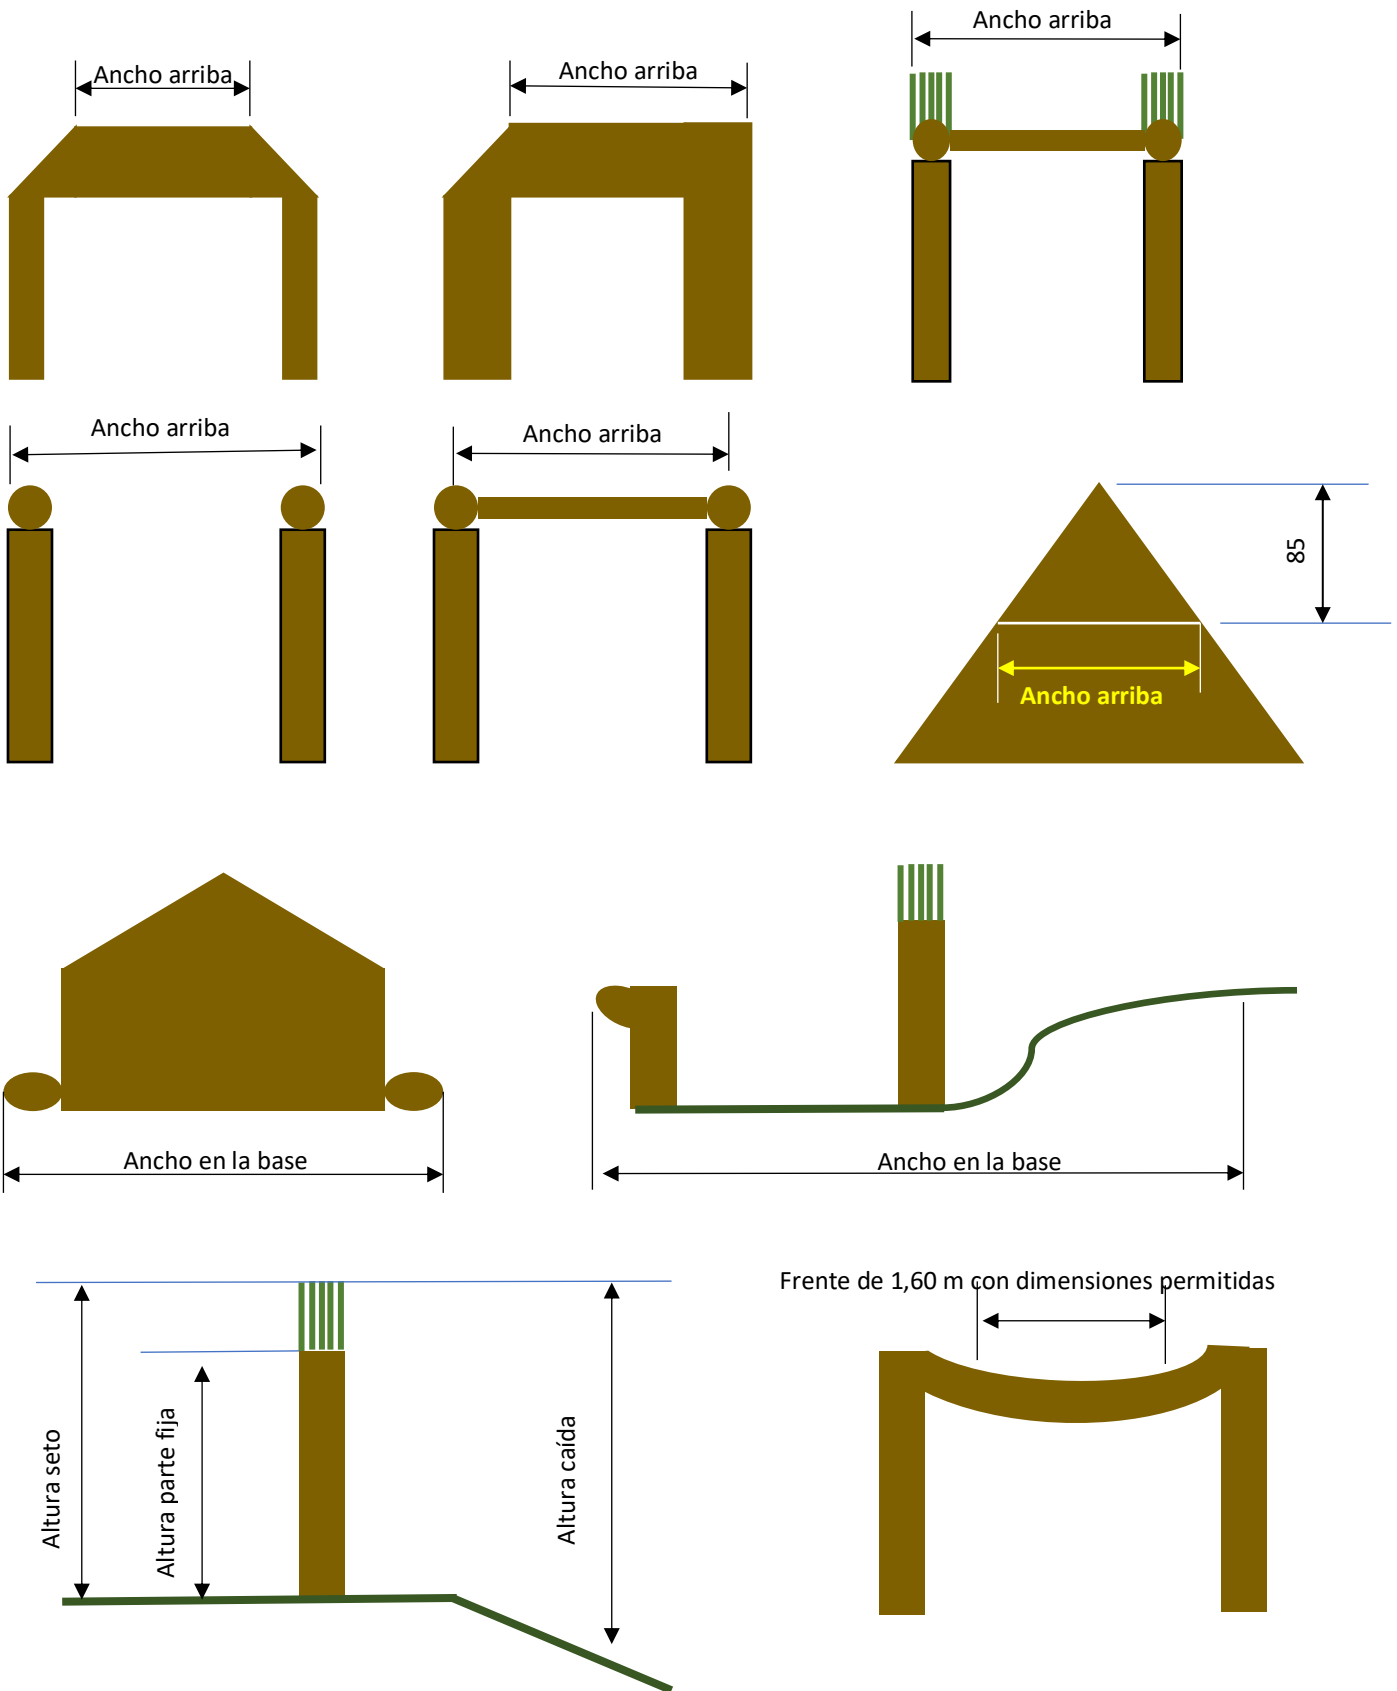 Ancho arriba
Ancho arriba
Ancho arriba
Ancho arriba
Ancho arriba
85
Ancho arriba
Ancho en la base
Ancho en la base
Frente de 1,60 m con dimensiones permitidas
Altura seto
Altura parte fija
Altura caída